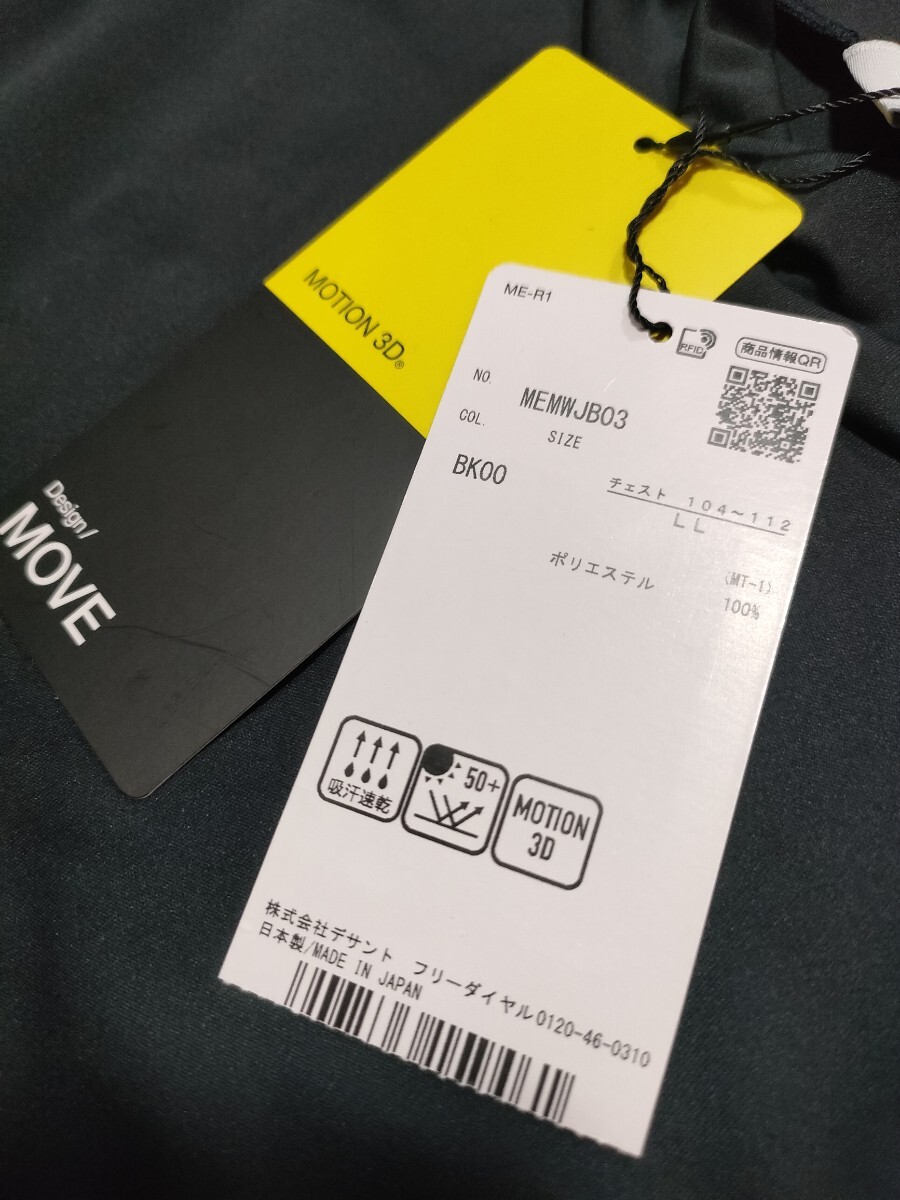 MOTION 3D®
Design/
MOVE
ME-R1
RFID
商品情報QR
NO.
MEMWJB03
COL.
SIZE
BK00
チェスト 104〜112
LL
ポリエステル
(MT-1)
100%
吸汗速乾
50+
MOTION
3D
株式会社デサント フリーダイヤル0120-46-0310
日本製/MADE IN JAPAN